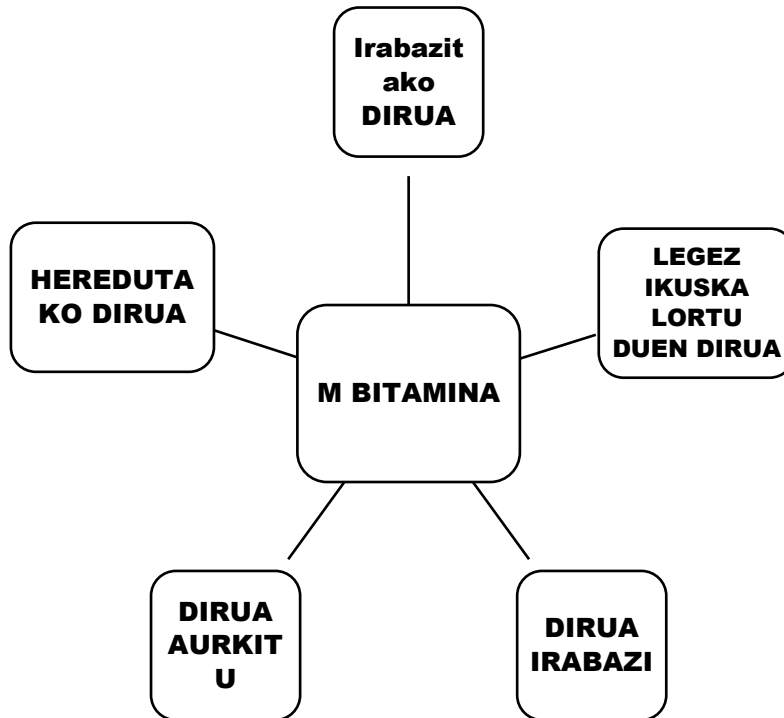 Irabazit
ako
DIRUA
HEREDUTA
KO DIRUA
LEGEZ
IKUSKA
LORTU
DUEN DIRUA
M BITAMINA
DIRUA
AURKIT
U
DIRUA
IRABAZI